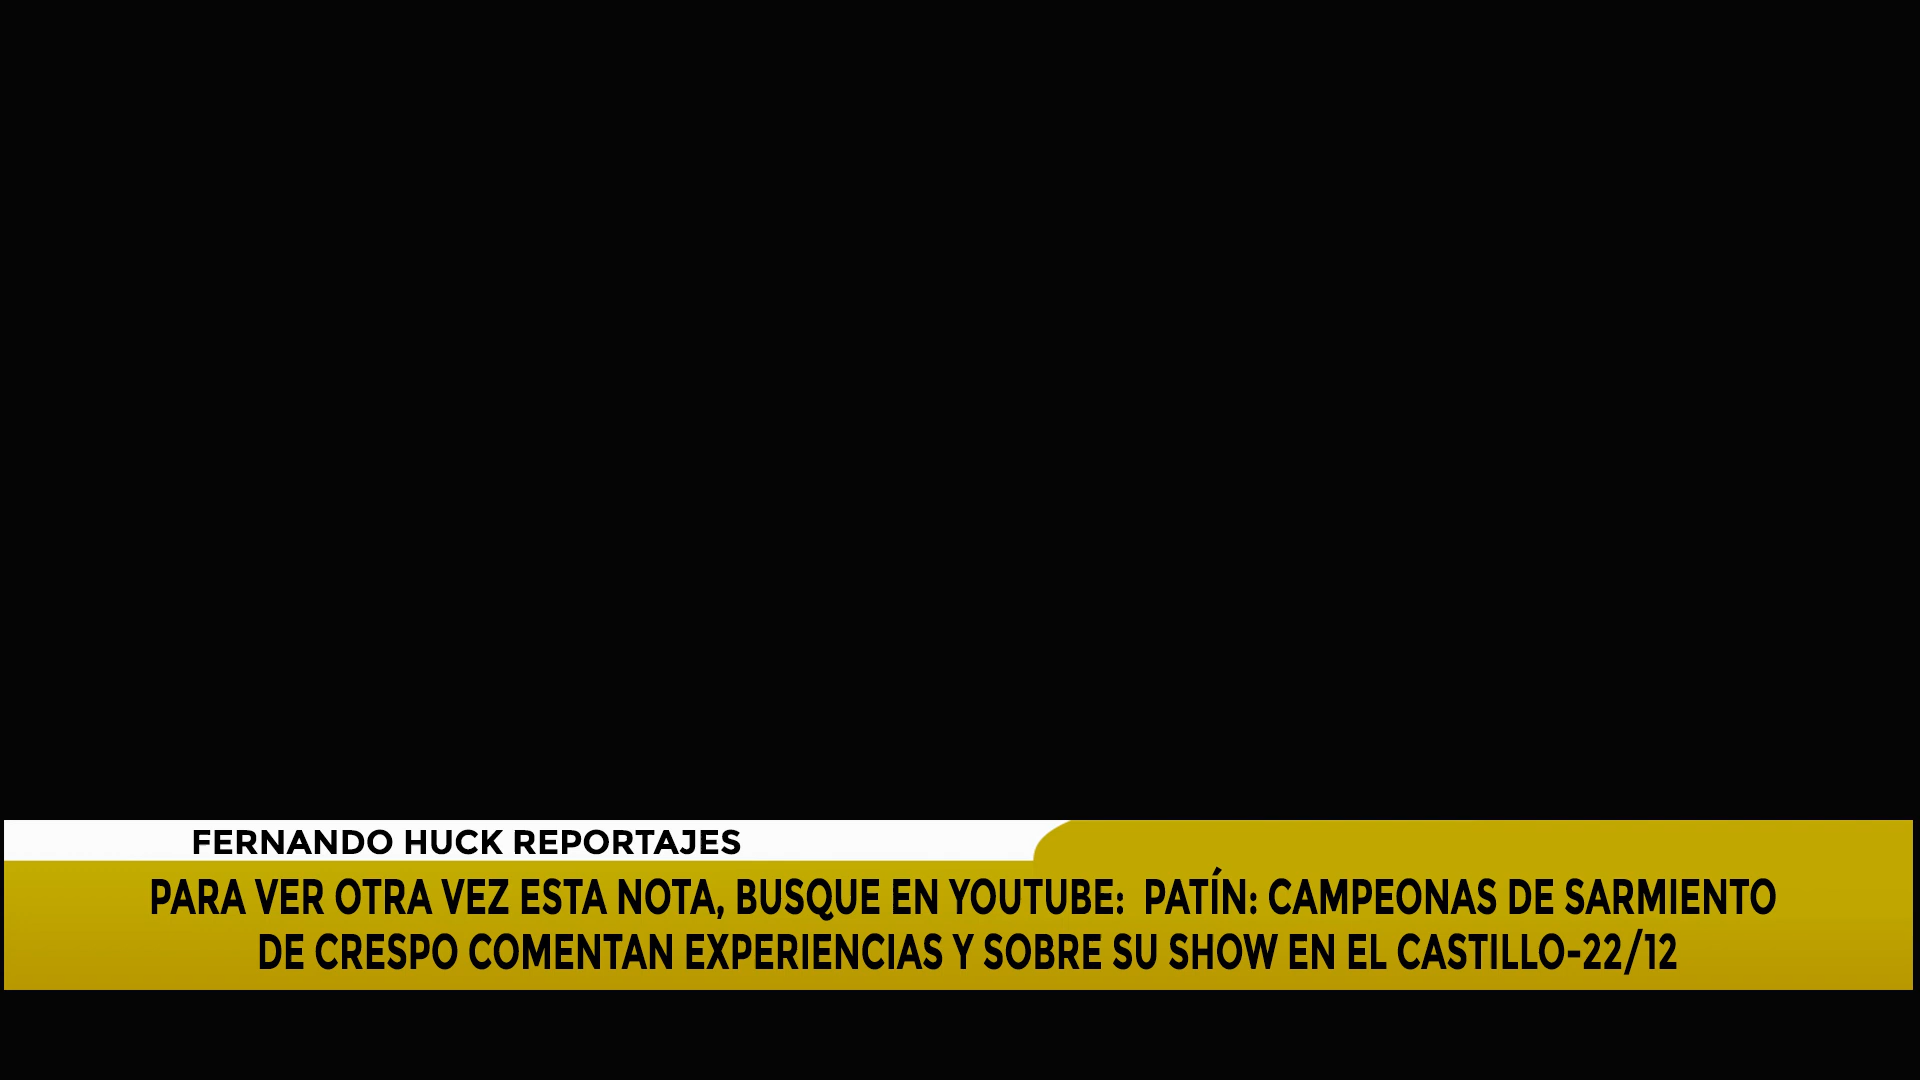 FERNANDO HUCK REPORTAJES
PARA VER OTRA VEZ ESTA NOTA, BUSQUE EN YOUTUBE:  PATÍN: CAMPEONAS DE SARMIENTO
DE CRESPO COMENTAN EXPERIENCIAS Y SOBRE SU SHOW EN EL CASTILLO-22/12